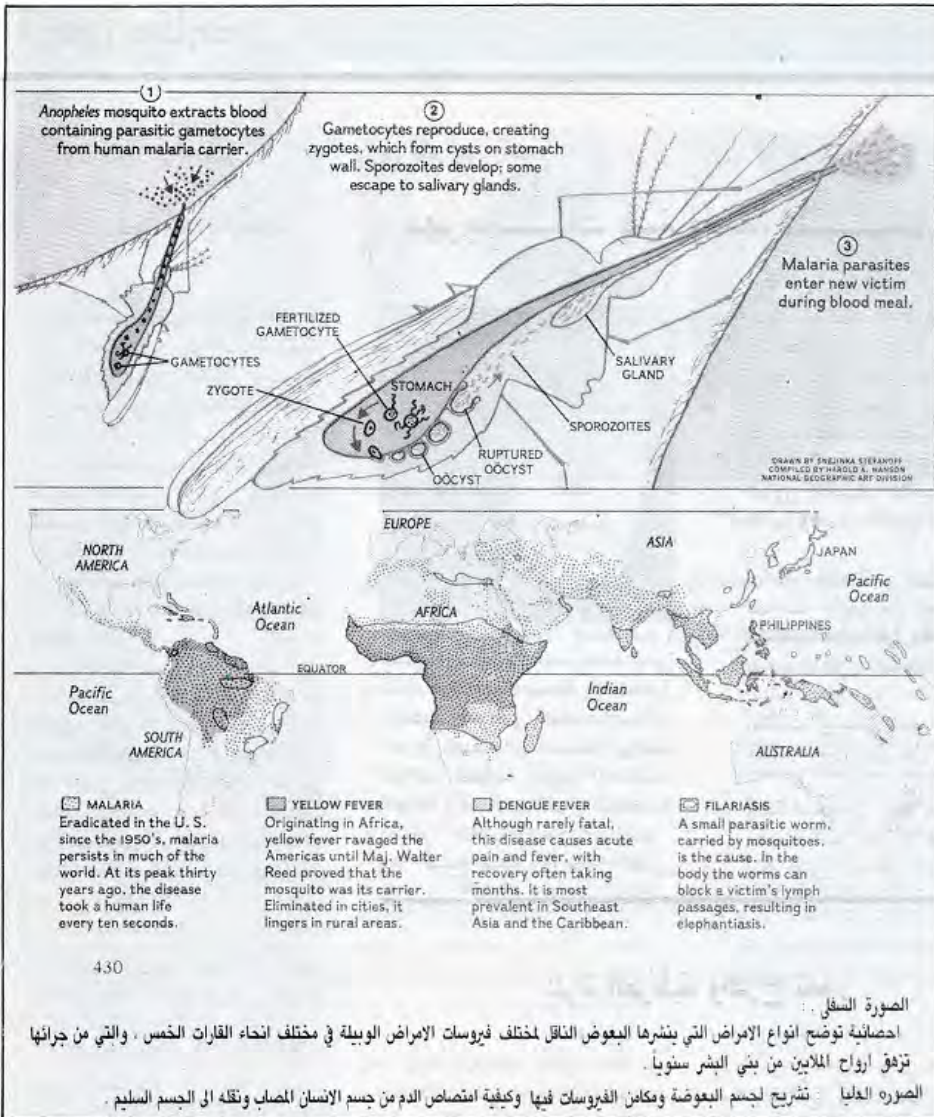 ①
Anopheles mosquito extracts blood
containing parasitic gametocytes
from human malaria carrier.
②
Gametocytes reproduce, creating
zygotes, which form cysts on stomach
wall. Sporozoites develop; some
escape to salivary glands.
③
Malaria parasites
enter new victim
during blood meal.
FERTILIZED
GAMETOCYTE
GAMETOCYTES
ZYGOTE
STOMACH
SALIVARY
GLAND
SPOROZOITES
RUPTURED
OÖCYST
OÖCYST
DRAWN BY SNEJINKA STEFANOFF
COMPILED BY HAROLD A. HANSON
NATIONAL GEOGRAPHIC ART DIVISION
EUROPE
NORTH
AMERICA
ASIA
JAPAN
Pacific
Ocean
Atlantic
Ocean
AFRICA
PHILIPPINES
EQUATOR
Pacific
Ocean
Indian
Ocean
SOUTH
AMERICA
AUSTRALIA
MALARIA
Eradicated in the U. S.
since the 1950's, malaria
persists in much of the
world. At its peak thirty
years ago, the disease
took a human life
every ten seconds.
YELLOW FEVER
Originating in Africa,
yellow fever ravaged the
Americas until Maj. Walter
Reed proved that the
mosquito was its carrier.
Eliminated in cities, it
lingers in rural areas.
DENGUE FEVER
Although rarely fatal,
this disease causes acute
pain and fever, with
recovery often taking
months. It is most
prevalent in Southeast
Asia and the Caribbean.
FILARIASIS
A small parasitic worm,
carried by mosquitoes,
is the cause. In the
body the worms can
block a victim's lymph
passages, resulting in
elephantiasis.
430
الصورة السفلى :
احصائية توضح انواع الامراض التي ينشرها البعوض الناقل لمختلف فيروسات الامراض الوبيلة في مختلف انحاء القارات الخمس ، والتي من جرائها
تزهق ارواح الملايين من بني البشر سنوياً .
الصوره العليا : تشريح لجسم البعوضة ومكامن الفيروسات فيها وكيفية امتصاص الدم من جسم الإنسان المصاب ونقله الى الجسم السليم .